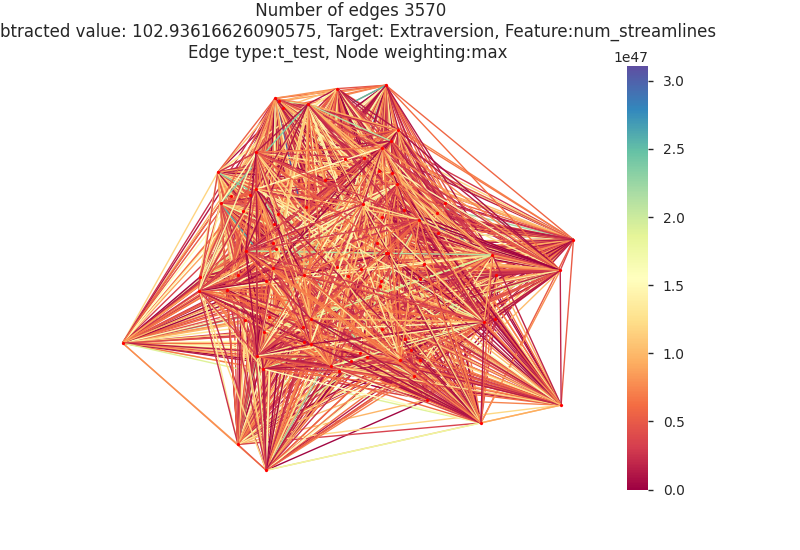 Number of edges 3570
btracted value: 102.93616626090575, Target: Extraversion, Feature:num_streamlines
Edge type:t_test, Node weighting:max
1e47
3.0
2.5
2.0
1.5
1.0
0.5
0.0